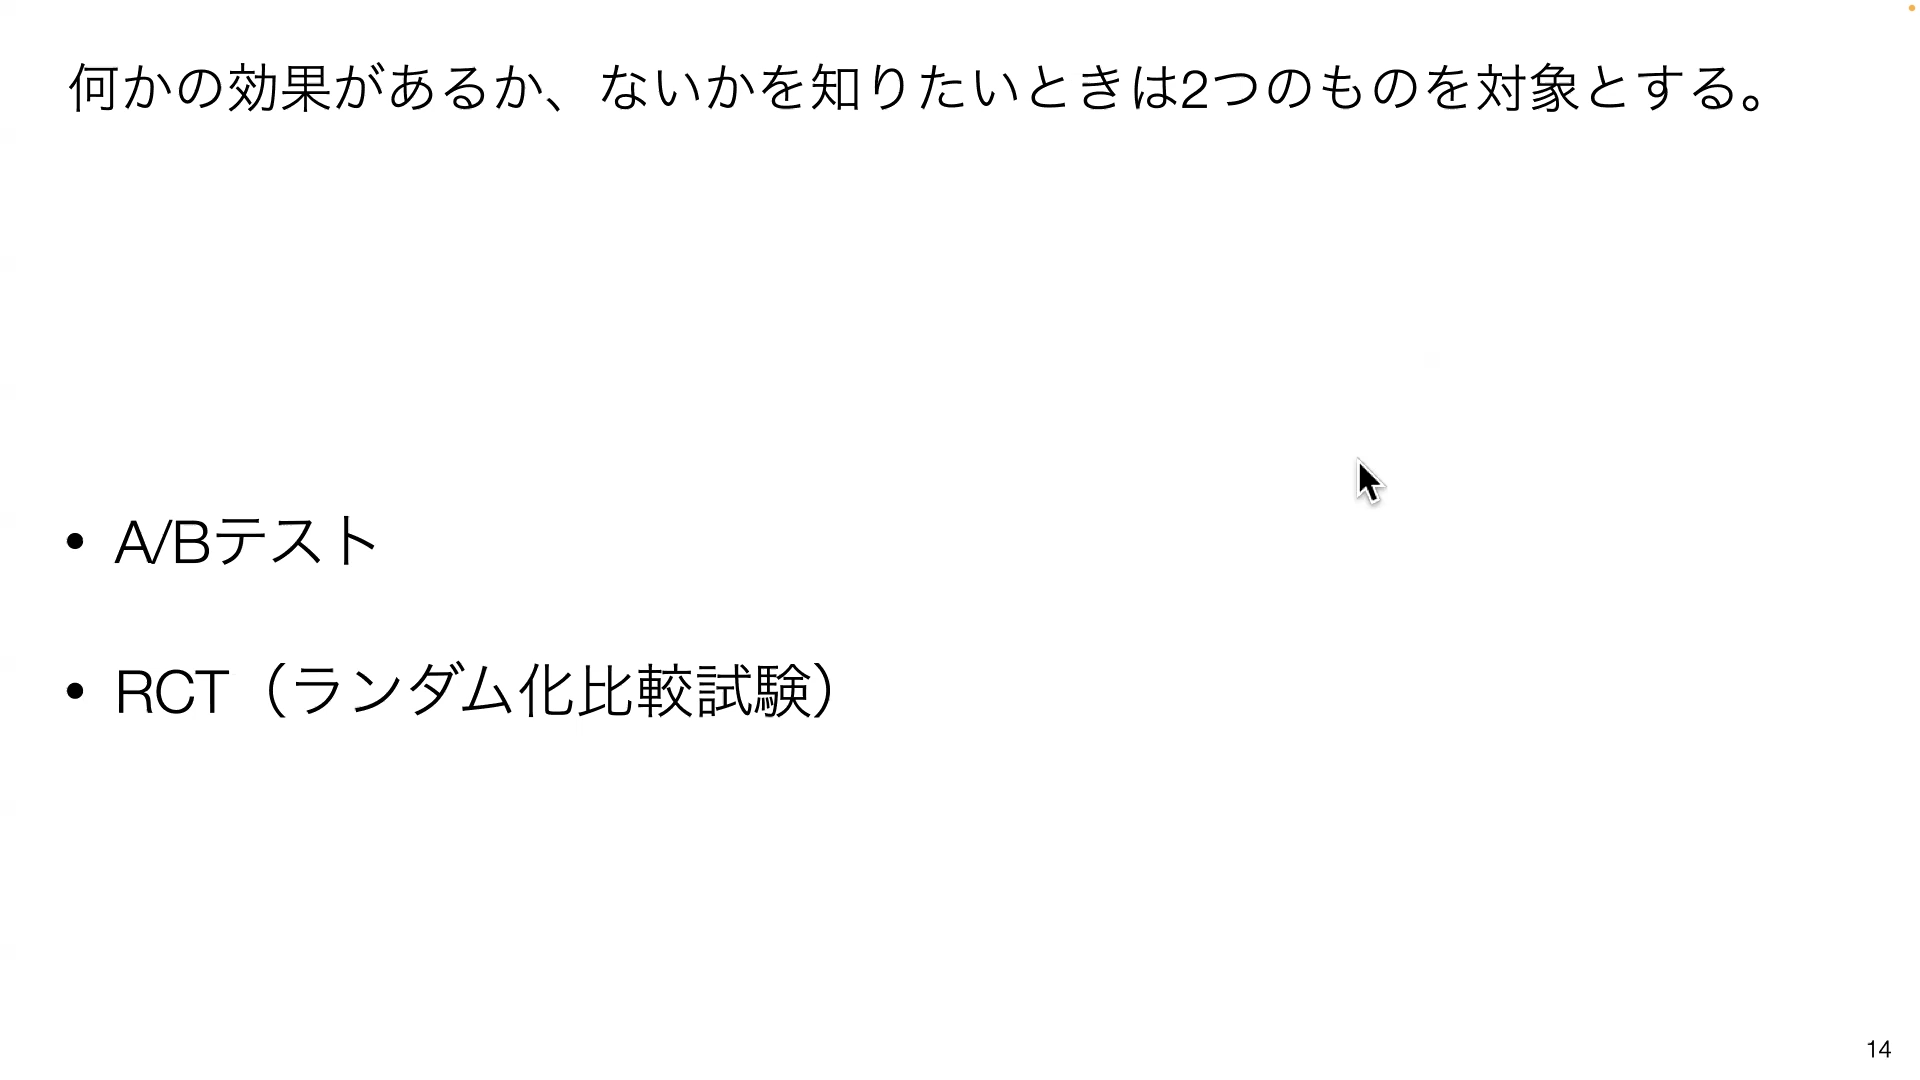 何かの効果があるか、ないかを知りたいときは2つのものを対象とする。
• A/Bテスト
• RCT（ランダム化比較試験）
14